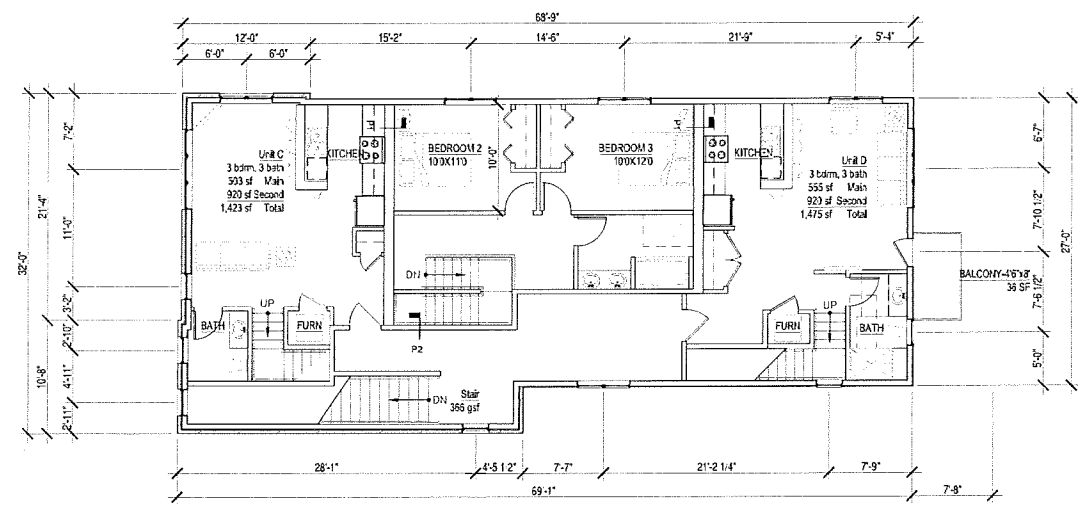 68'-9"
12'-0"
15'-2"
14'-6"
21'-9"
5'-4"
6'-0"
6'-0"
7'-2"
21'-4"
11'-0"
32'-0"
3'-2"
2'-10"
10'-8"
4'-11"
2'-11"
6'-7"
7'-10 1/2"
27'-0"
7'-6 1/2"
5'-0"
Unit C
3 bdrm, 3 bath
503 sf Main
920 sf Second
1,423 sf Total
KITCHEN
BEDROOM 2
10'0X11'0
10'-0"
BEDROOM 3
10'0X12'0
KITCHEN
Unit D
3 bdrm, 3 bath
555 sf Main
920 sf Second
1,475 sf Total
DN
BALCONY-4'6"x8'
36 SF
UP
BATH
FURN
P2
UP
FURN
BATH
DN
Stair
366 gsf
28'-1"
4'-5 1 2"
7'-7"
21'-2 1/4"
7'-9"
69'-1"
7'-8"